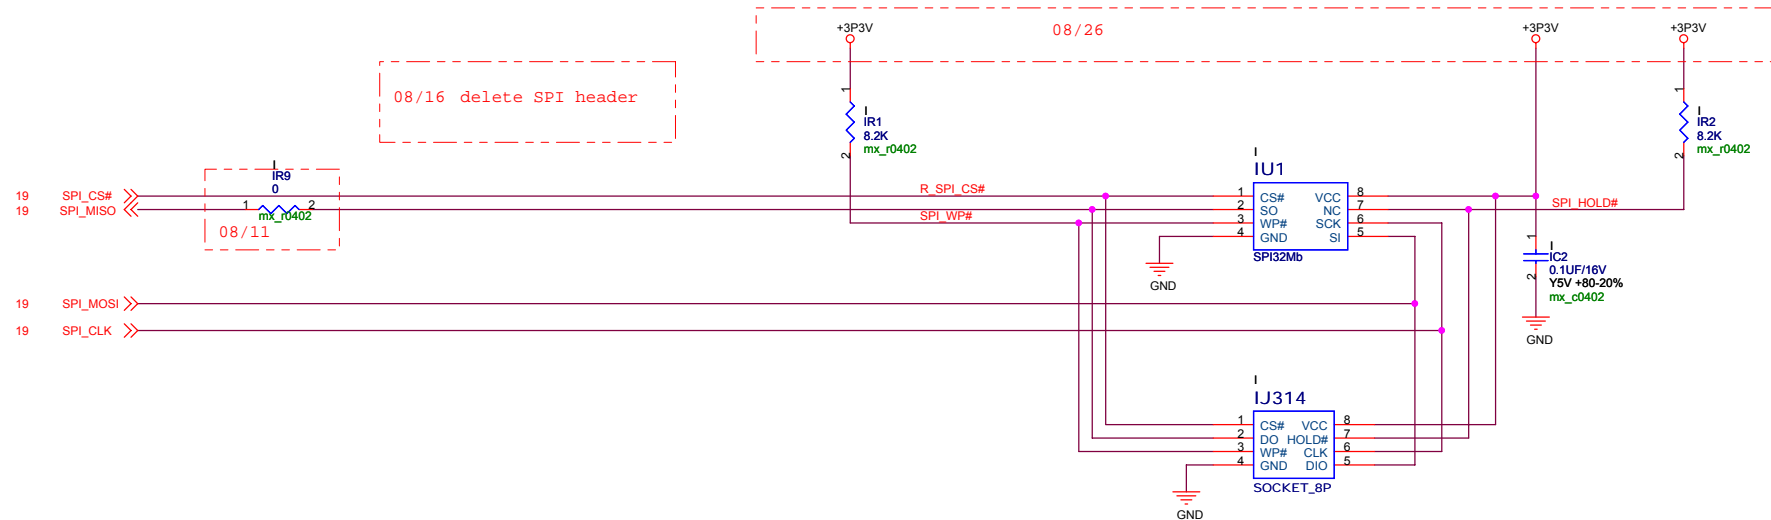 +3P3V
08/26
+3P3V
+3P3V
08/16 delete SPI header
1
I
IR1
8.2K
mx_r0402
2
1
I
IR2
8.2K
mx_r0402
2
I
IR9
0
1
2
mx_r0402
08/11
19 SPI_CS#
19 SPI_MISO
R_SPI_CS#
SPI_WP#
I
IU1
1 CS# VCC 8
2 SO NC 7
3 WP# SCK 6
4 GND SI 5
SPI32Mb
SPI_HOLD#
GND
1
I
IC2
0.1UF/16V
2
Y5V +80-20%
mx_c0402
GND
19 SPI_MOSI
19 SPI_CLK
I
IJ314
1 CS# VCC 8
2 DO HOLD# 7
3 WP# CLK 6
4 GND DIO 5
SOCKET_8P
GND